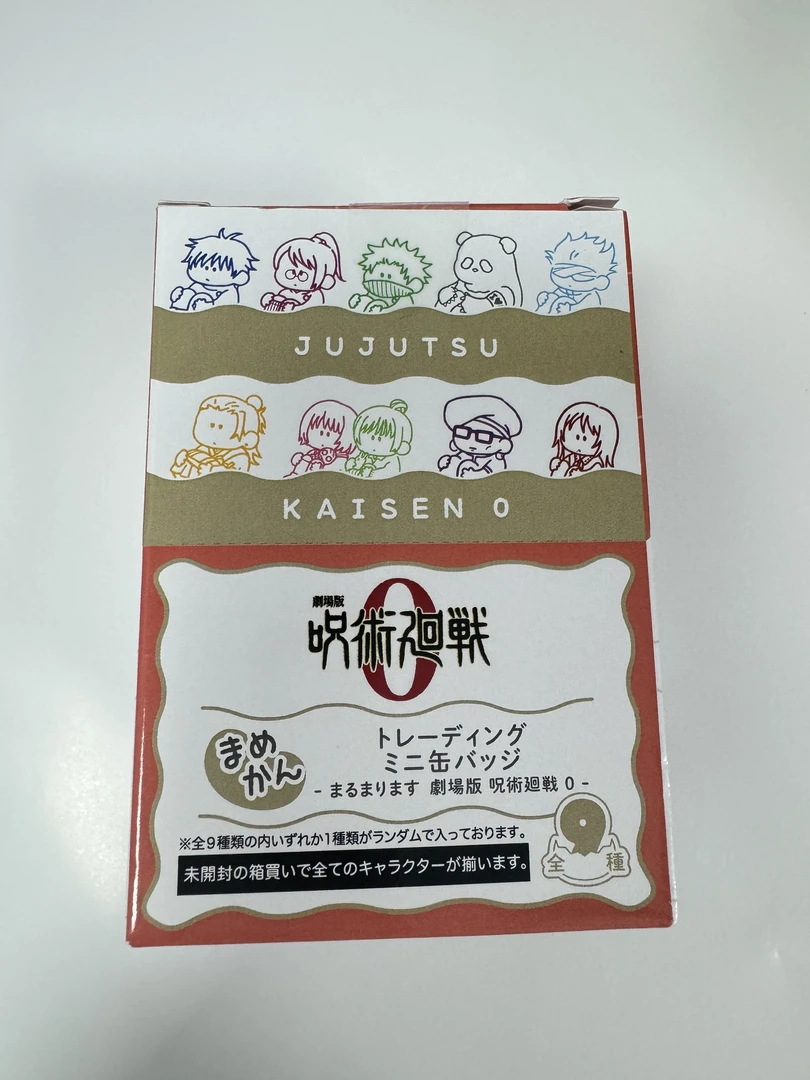 JUJUTSU
KAISEN 0
劇場版
呪術廻戦
0
まめ
かん
トレーディング
ミニ缶バッジ
- まるまります 劇場版 呪術廻戦 0 -
※全9種類の内いずれか1種類がランダムで入っております。
未開封の箱買いで全てのキャラクターが揃います。
全9種